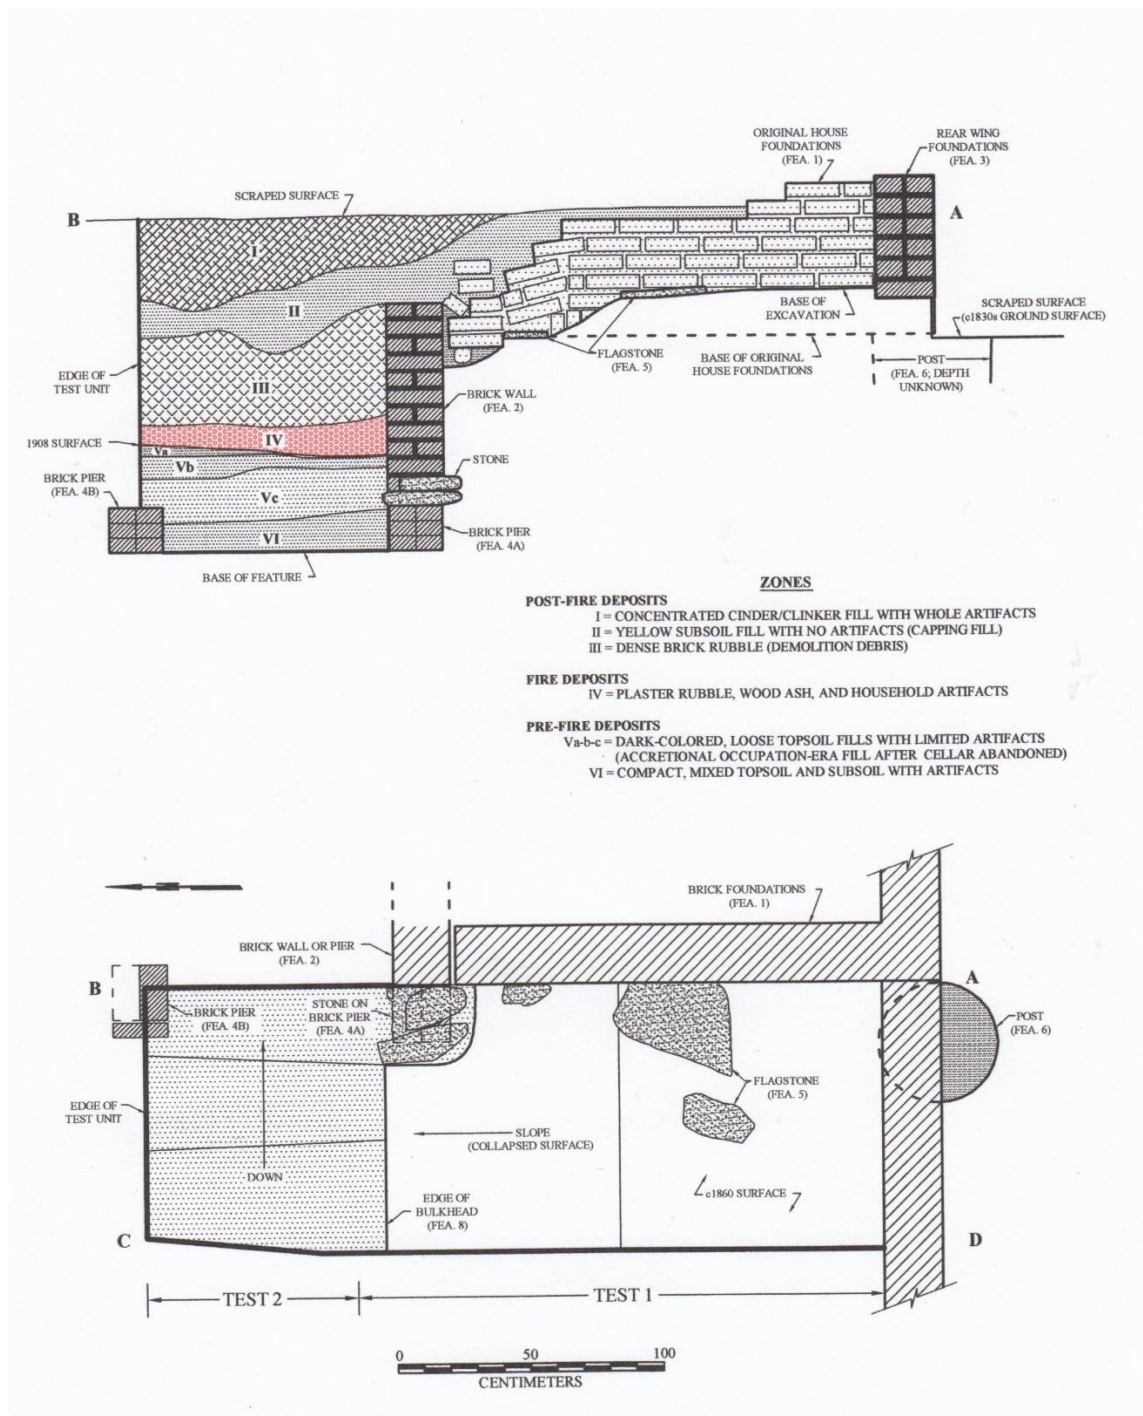 ORIGINAL HOUSE
FOUNDATIONS
(FEA. 1)
REAR WING
FOUNDATIONS
(FEA. 3)
SCRAPED SURFACE
B
A
I
II
BASE OF
EXCAVATION
SCRAPED SURFACE
(c1830s GROUND SURFACE)
FLAGSTONE
(FEA. 5)
BASE OF ORIGINAL
HOUSE FOUNDATIONS
POST
(FEA. 6; DEPTH
UNKNOWN)
EDGE OF
TEST UNIT
III
BRICK WALL
(FEA. 2)
1908 SURFACE
IV
Va
Vb
STONE
BRICK PIER
(FEA. 4B)
Vc
VI
BRICK PIER
(FEA. 4A)
BASE OF FEATURE
ZONES
POST-FIRE DEPOSITS
I = CONCENTRATED CINDER/CLINKER FILL WITH WHOLE ARTIFACTS
II = YELLOW SUBSOIL FILL WITH NO ARTIFACTS (CAPPING FILL)
III = DENSE BRICK RUBBLE (DEMOLITION DEBRIS)
FIRE DEPOSITS
IV = PLASTER RUBBLE, WOOD ASH, AND HOUSEHOLD ARTIFACTS
PRE-FIRE DEPOSITS
Va-b-c = DARK-COLORED, LOOSE TOPSOIL FILLS WITH LIMITED ARTIFACTS
(ACCRETIONAL OCCUPATION-ERA FILL AFTER CELLAR ABANDONED)
VI = COMPACT, MIXED TOPSOIL AND SUBSOIL WITH ARTIFACTS
BRICK FOUNDATIONS
(FEA. 1)
BRICK WALL OR PIER
(FEA. 2)
B
A
BRICK PIER
(FEA. 4B)
STONE ON
BRICK PIER
(FEA. 4A)
POST
(FEA. 6)
FLAGSTONE
(FEA. 5)
EDGE OF
TEST UNIT
SLOPE
(COLLAPSED SURFACE)
DOWN
c1860 SURFACE
EDGE OF
BULKHEAD
(FEA. 8)
C
D
TEST 2
TEST 1
0 50 100
CENTIMETERS